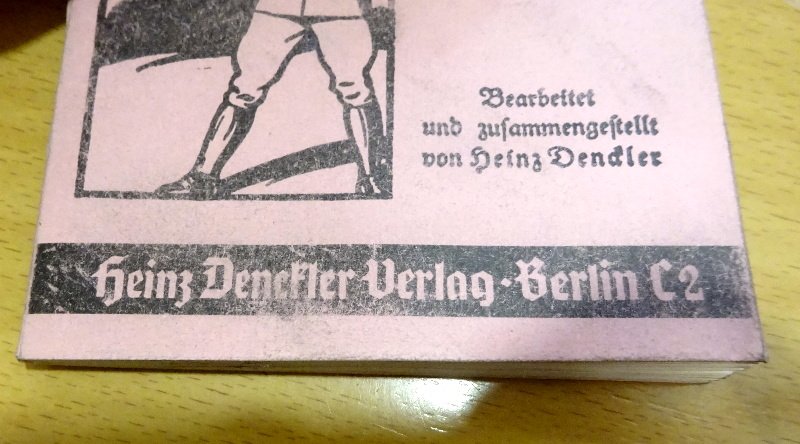 Bearbeitet
und zusammengestellt
von Heinz Denckler
Heinz Denckler Verlag · Berlin C2